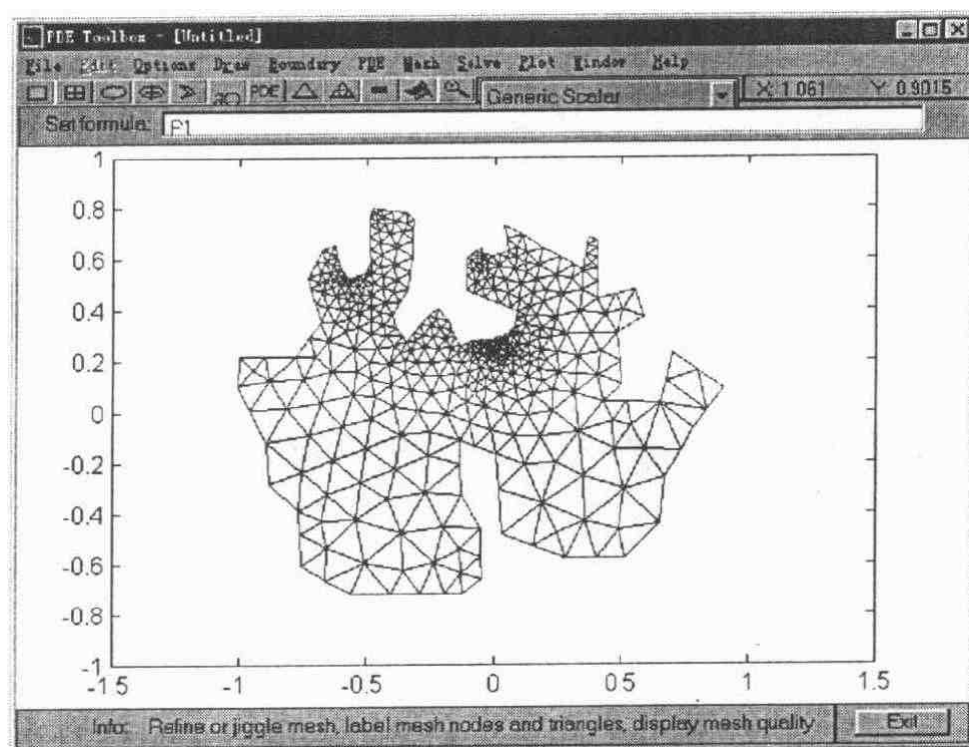 PDE Toolbox - [Untitled]
File Edit Options Draw Boundary PDE Mesh Solve Plot Window Help
PDE Generic Scalar X: 1.061 Y: 0.9015
Set formula: P1
1
0.8
0.6
0.4
0.2
0
-0.2
-0.4
-0.6
-0.8
-1
-1.5 -1 -0.5 0 0.5 1 1.5
Info: Refine or jiggle mesh, label mesh nodes and triangles, display mesh quality Exit